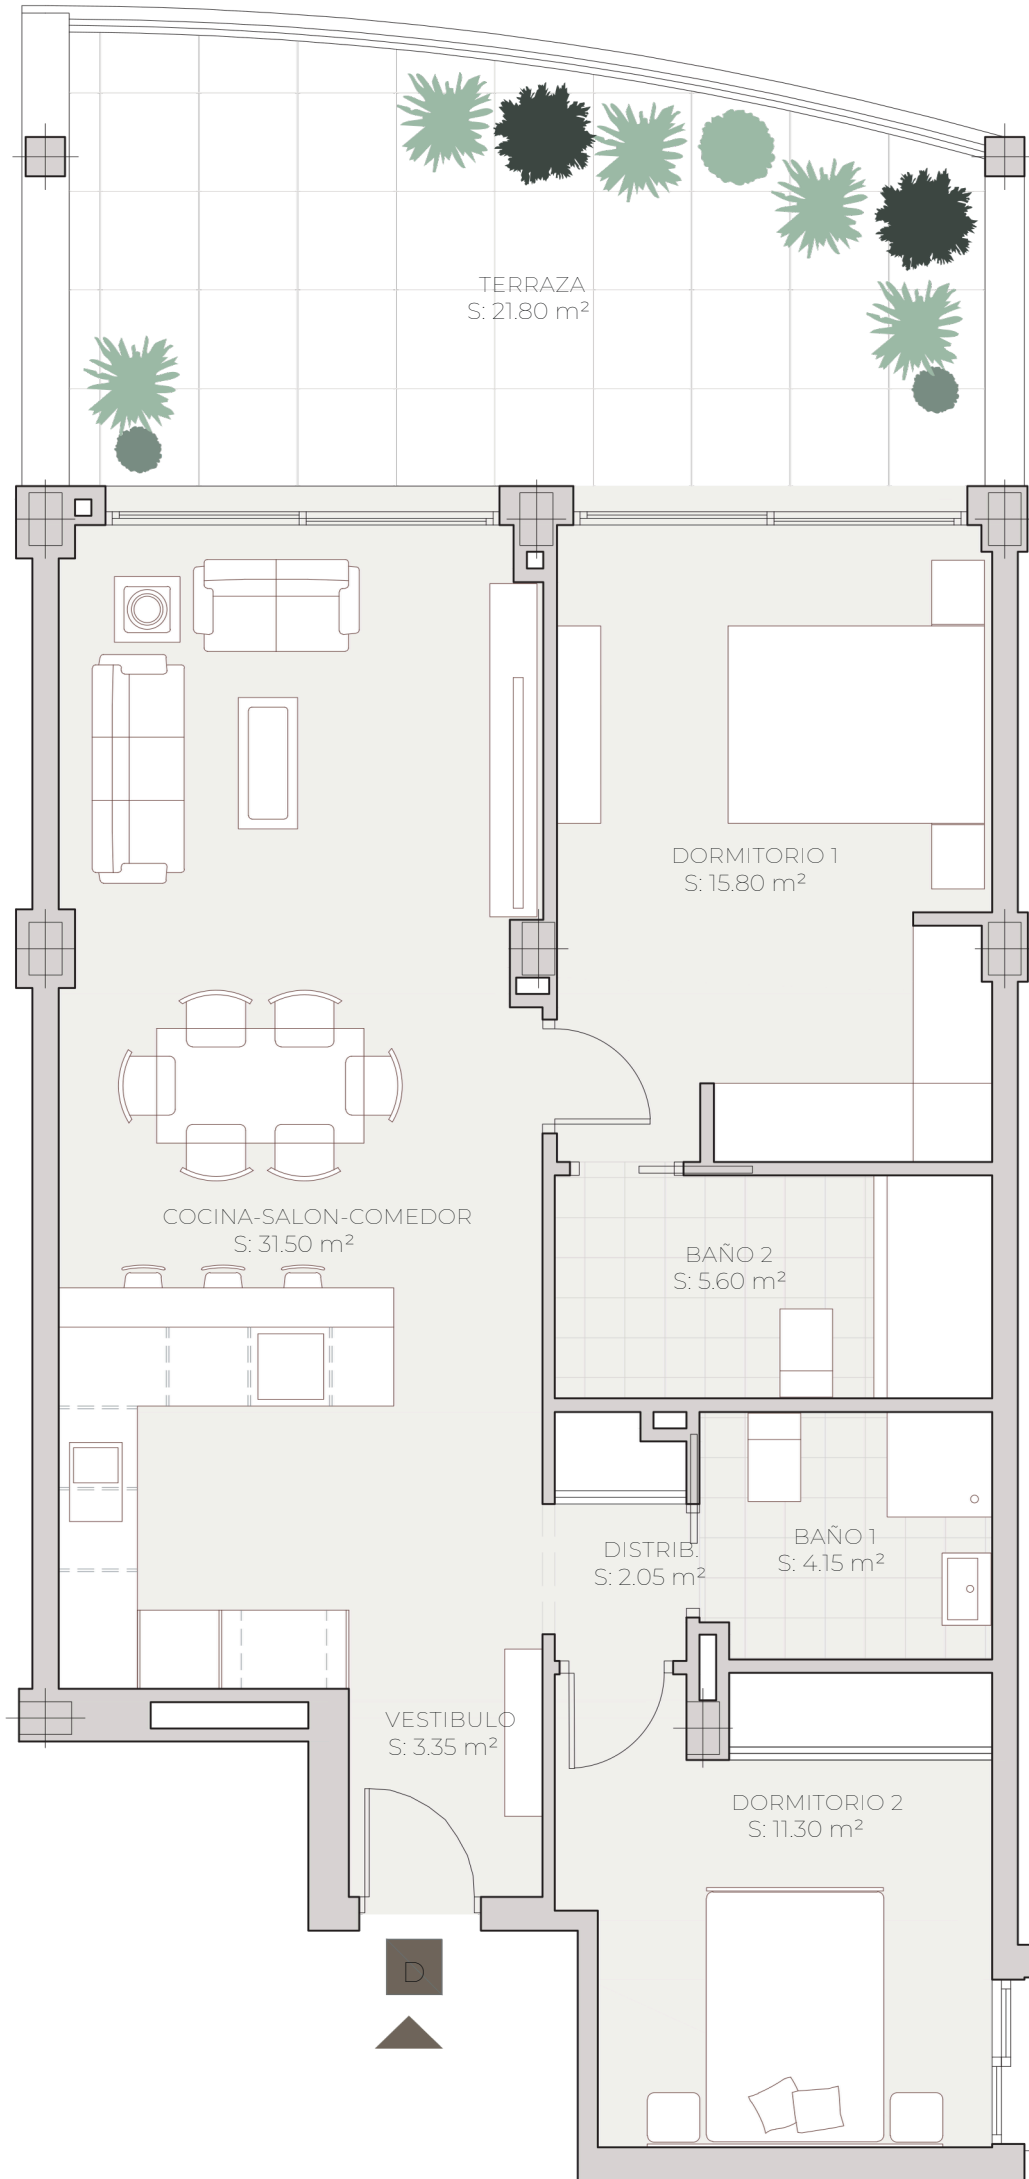 TERRAZA
S: 21.80 m²
DORMITORIO 1
S: 15.80 m²
COCINA-SALON-COMEDOR
S: 31.50 m²
BAÑO 2
S: 5.60 m²
DISTRIB.
S: 2.05 m²
BAÑO 1
S: 4.15 m²
VESTIBULO
S: 3.35 m²
DORMITORIO 2
S: 11.30 m²
D